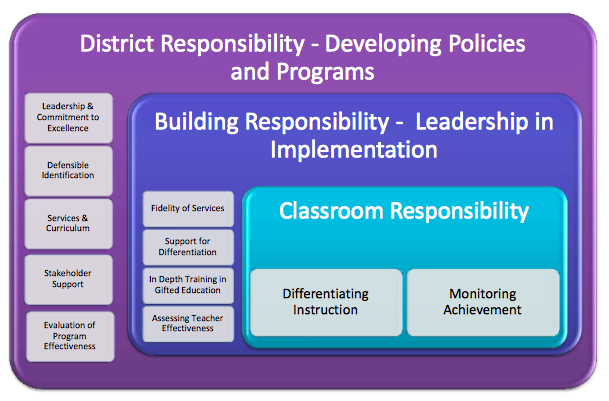 District Responsibility - Developing Policies
and Programs
Leadership &
Commitment to
Excellence
Defensible
Identification
Services &
Curriculum
Stakeholder
Support
Evaluation of
Program
Effectiveness
Building Responsibility -  Leadership in
Implementation
Fidelity of Services
Support for
Differentiation
In Depth Training in
Gifted Education
Assessing Teacher
Effectiveness
Classroom Responsibility
Differentiating
Instruction
Monitoring
Achievement